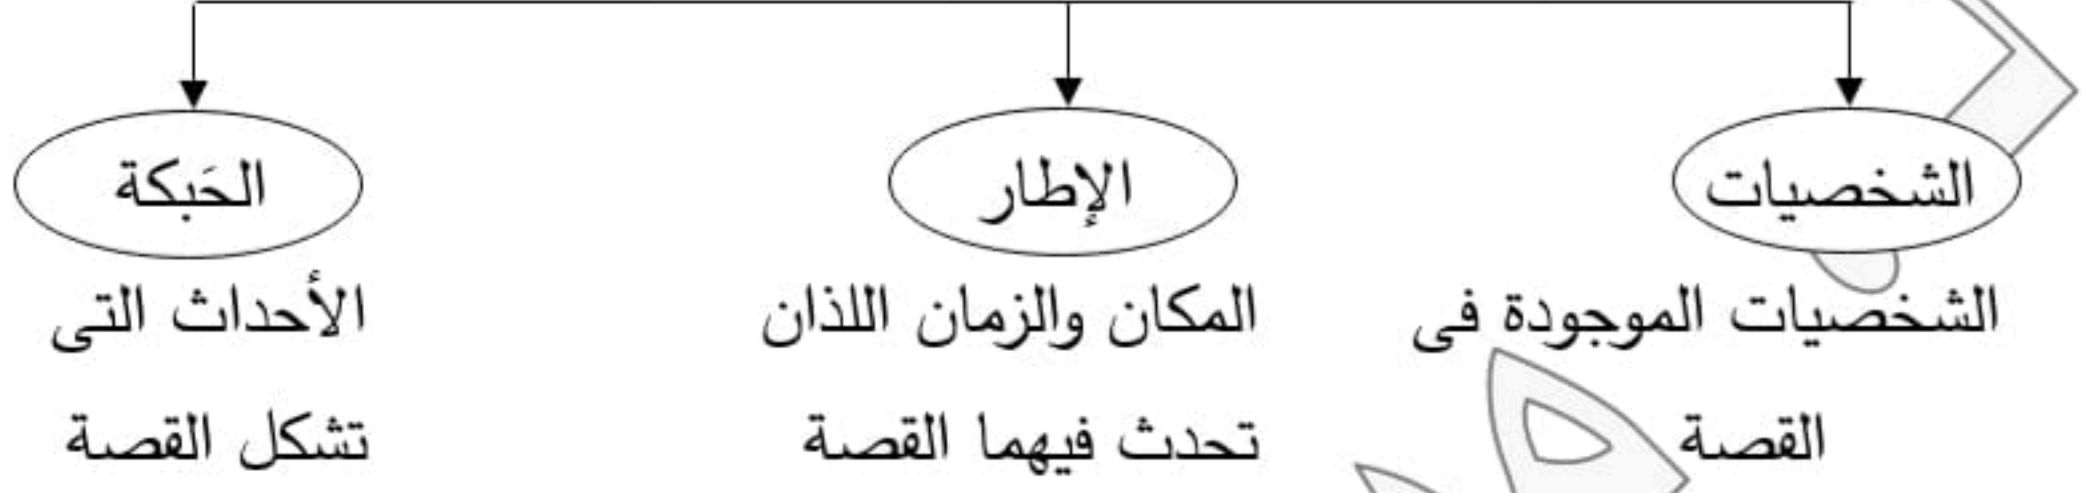 الشخصيات
الإطار
الحَبكة
الشخصيات الموجودة فى
القصة
المكان والزمان اللذان
تحدث فيهما القصة
الأحداث التى
تشكل القصة